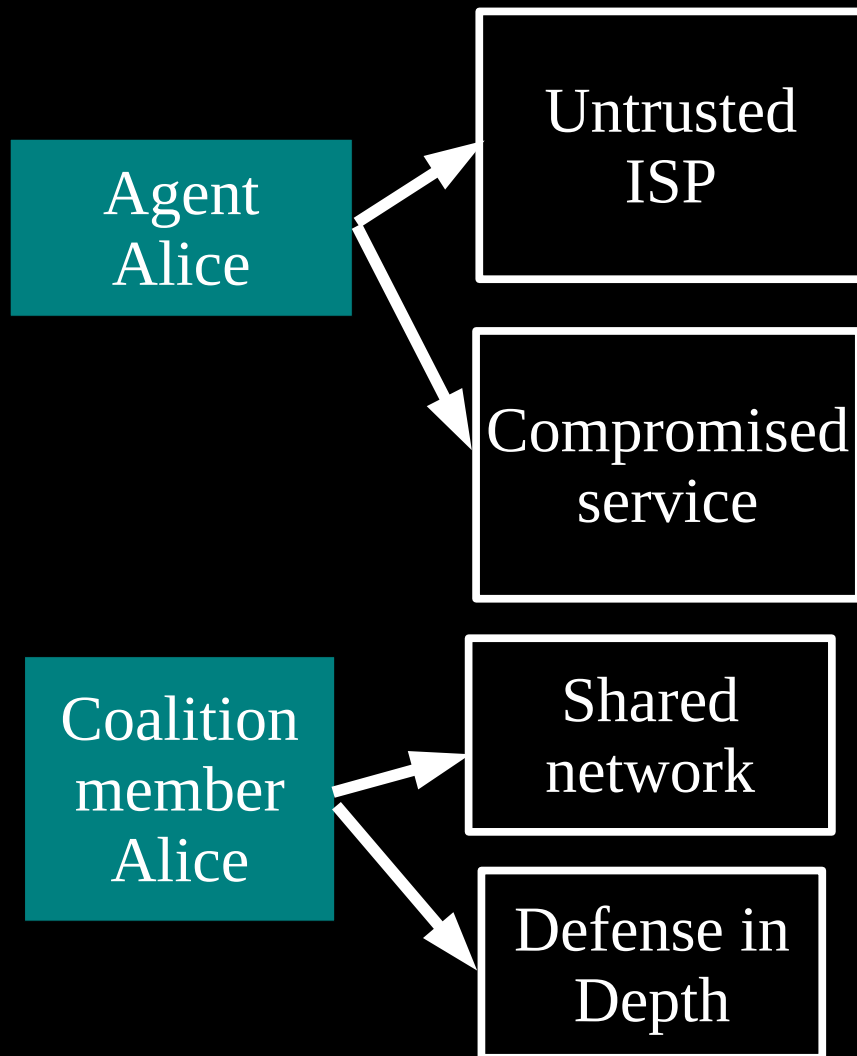 Agent
Alice
Untrusted
ISP
Compromised
service
Coalition
member
Alice
Shared
network
Defense in
Depth